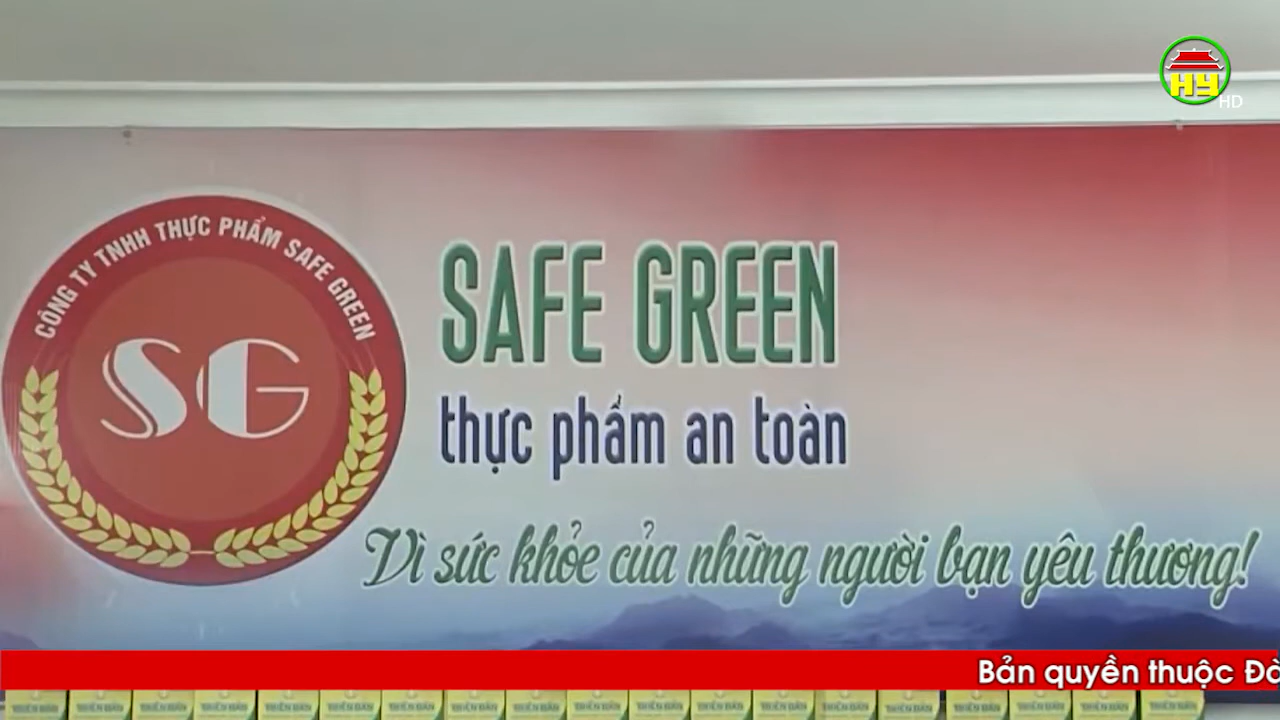 HY
HD
CÔNG TY TNHH THỰC PHẨM SAFE GREEN
SG
SAFE GREEN
thực phẩm an toàn
Vì sức khỏe của những người bạn yêu thương!
Bản quyền thuộc Đà